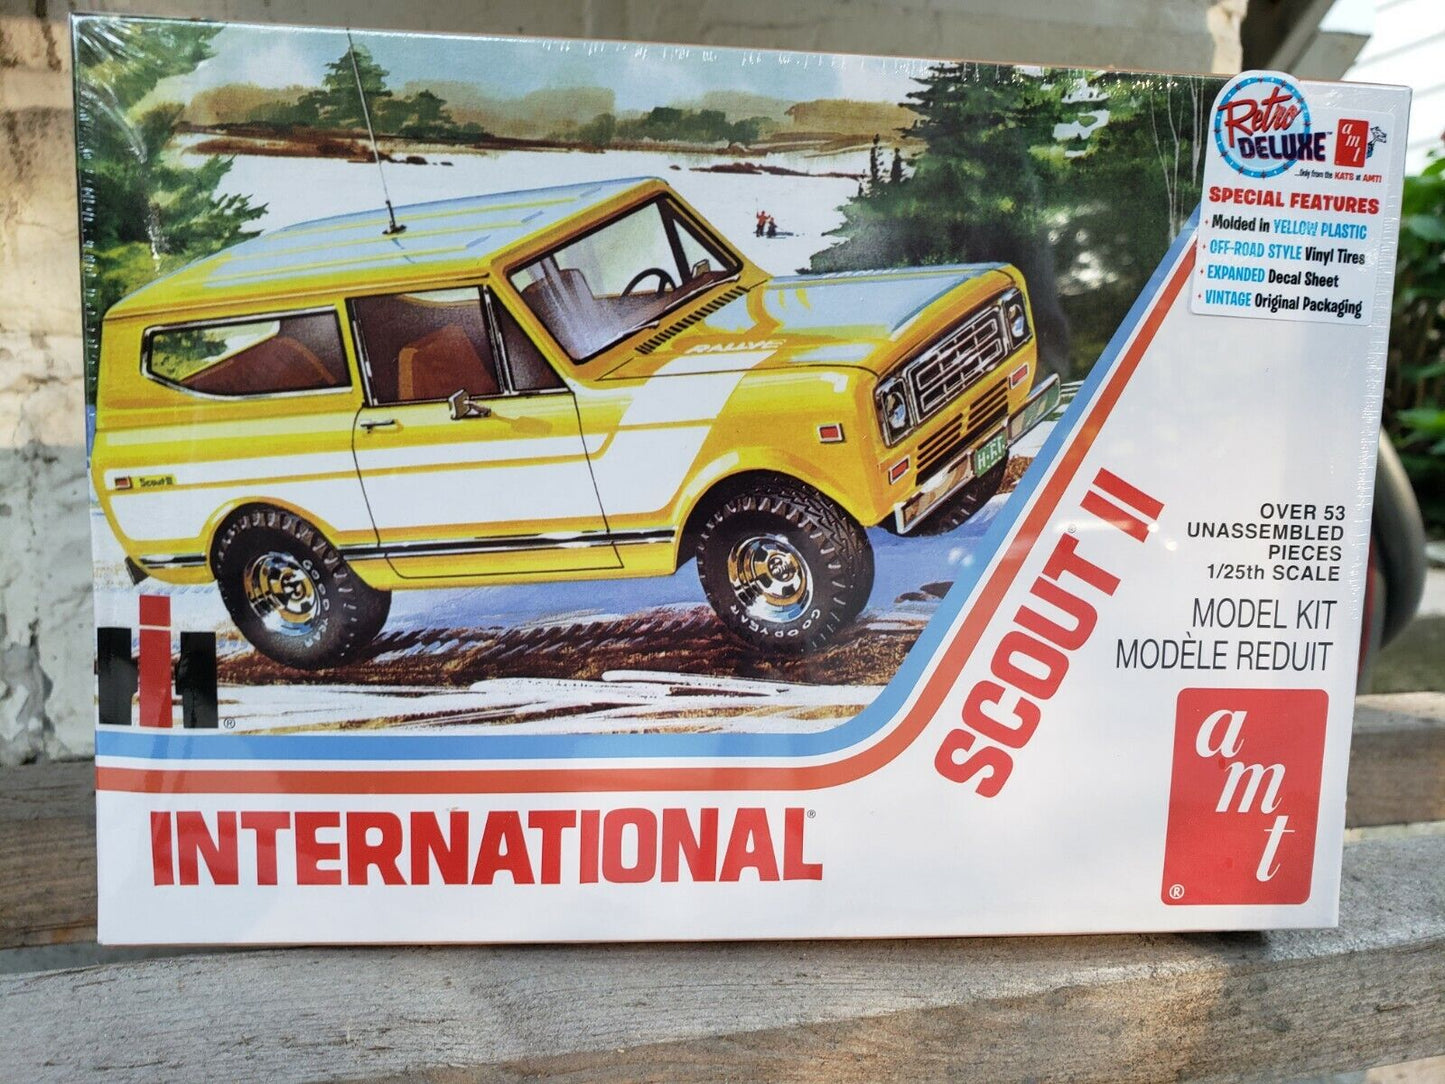 Retro
DELUXE™
amt
...Only from the KATS at AMT!
SPECIAL FEATURES
• Molded in YELLOW PLASTIC
• OFF-ROAD STYLE Vinyl Tires
• EXPANDED Decal Sheet
• VINTAGE Original Packaging
RALLYE
Scout II
GOODYEAR
GOODYEAR
IH®
SCOUT® II
INTERNATIONAL®
OVER 53
UNASSEMBLED
PIECES
1/25th SCALE
MODEL KIT
MODÈLE REDUIT
amt
®